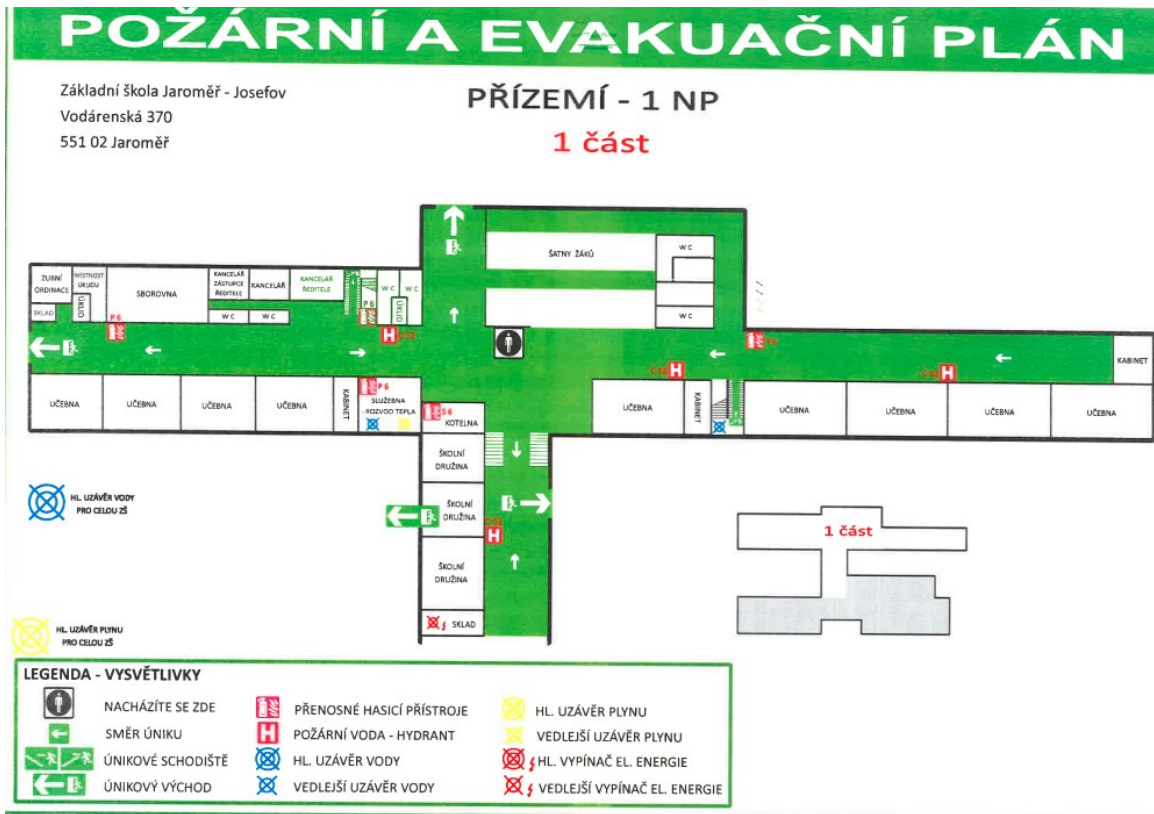 POŽÁRNÍ A EVAKUAČNÍ PLÁN
Základní škola Jaroměř - Josefov
Vodárenská 370
551 02 Jaroměř
PŘÍZEMÍ - 1 NP
1 část
ZUBNÍ
ORDINACE
MÍSTNOST
ÚKLIDU
SKLAD
ÚKLID
SBOROVNA
KANCELÁŘ
ZÁSTUPCE
ŘEDITELE
KANCELÁŘ
KANCELÁŘ
ŘEDITELE
W C
W C
P 6
P 6
W C
W C
ÚKLID
ŠATNY ŽÁKŮ
W C
W C
H
H
H
KABINET
UČEBNA
UČEBNA
UČEBNA
UČEBNA
KABINET
P 6
SLUŽEBNA
- ROZVOD TEPLA
S 6
KOTELNA
UČEBNA
KABINET
UČEBNA
UČEBNA
UČEBNA
UČEBNA
ŠKOLNÍ
DRUŽINA
ŠKOLNÍ
DRUŽINA
H
ŠKOLNÍ
DRUŽINA
SKLAD
HL. UZÁVĚR VODY
PRO CELOU ZŠ
1 část
HL. UZÁVĚR PLYNU
PRO CELOU ZŠ
LEGENDA - VYSVĚTLIVKY
NACHÁZÍTE SE ZDE
SMĚR ÚNIKU
ÚNIKOVÉ SCHODIŠTĚ
ÚNIKOVÝ VÝCHOD
PŘENOSNÉ HASICÍ PŘÍSTROJE
H POŽÁRNÍ VODA - HYDRANT
HL. UZÁVĚR VODY
VEDLEJŠÍ UZÁVĚR VODY
HL. UZÁVĚR PLYNU
VEDLEJŠÍ UZÁVĚR PLYNU
HL. VYPÍNAČ EL. ENERGIE
VEDLEJŠÍ VYPÍNAČ EL. ENERGIE